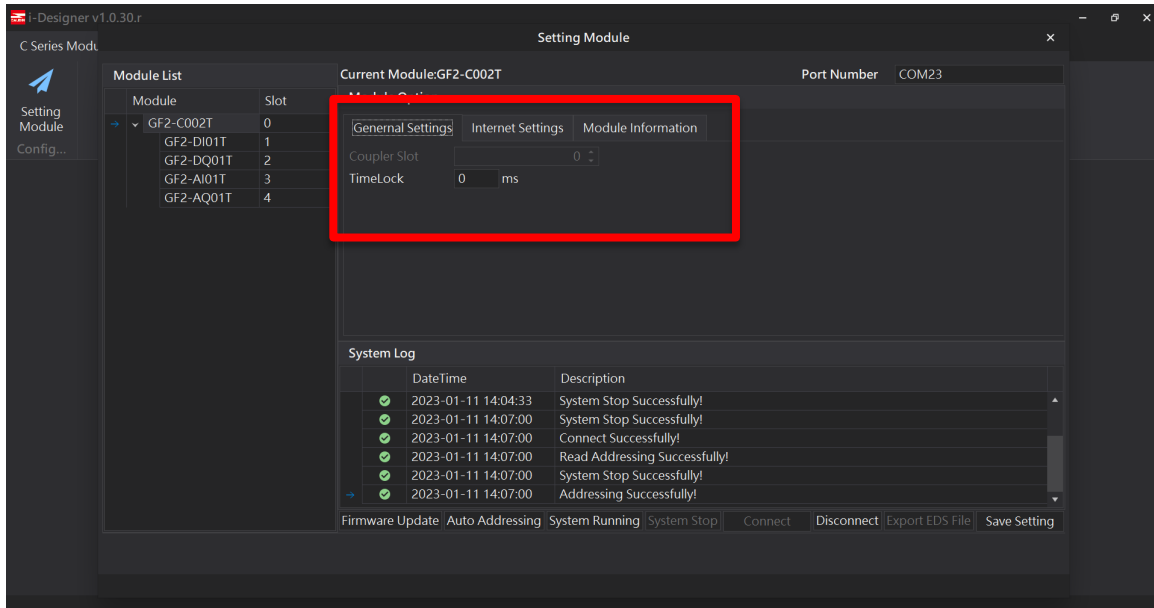 i-Designer v1.0.30.r
Setting Module
C Series Modu
Setting
Module
Config...
Module List
Module Slot
GF2-C002T 0
GF2-DI01T 1
GF2-DQ01T 2
GF2-AI01T 3
GF2-AQ01T 4
Current Module:GF2-C002T Port Number COM23
Genernal Settings Internet Settings Module Information
Coupler Slot 0
TimeLock 0 ms
System Log
DateTime Description
2023-01-11 14:04:33 System Stop Successfully!
2023-01-11 14:07:00 System Stop Successfully!
2023-01-11 14:07:00 Connect Successfully!
2023-01-11 14:07:00 Read Addressing Successfully!
2023-01-11 14:07:00 System Stop Successfully!
2023-01-11 14:07:00 Addressing Successfully!
Firmware Update Auto Addressing System Running System Stop Connect Disconnect Export EDS File Save Setting